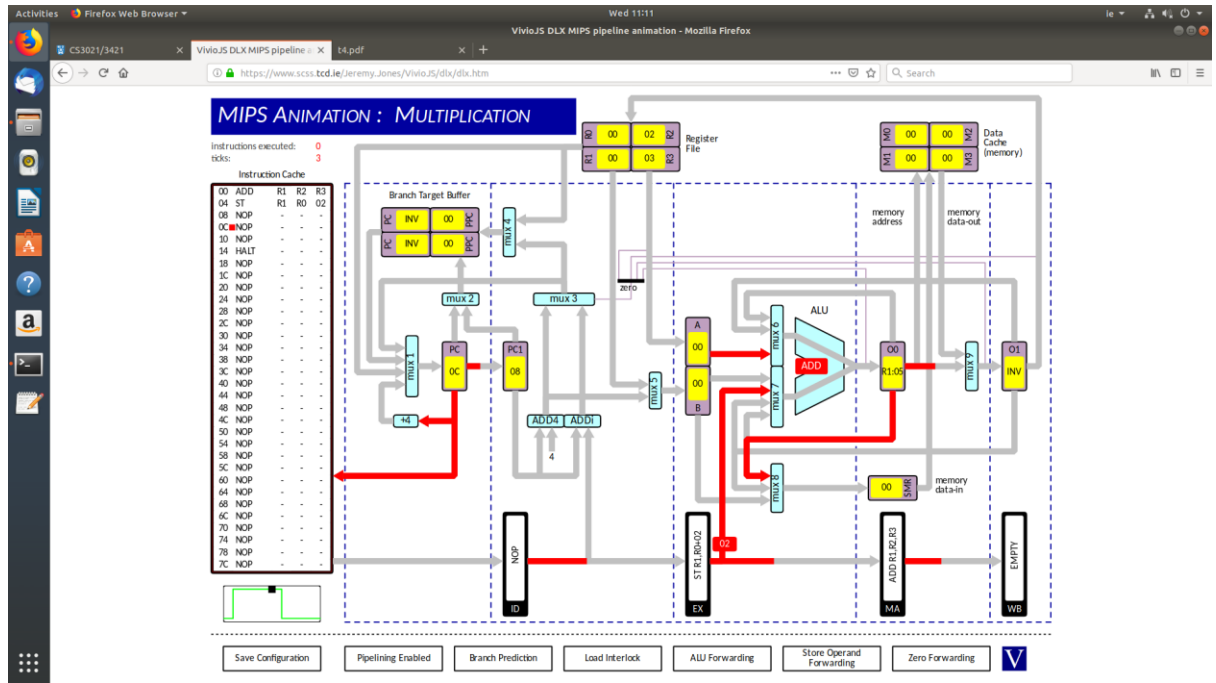 Activities Firefox Web Browser Wed 11:11 ie
VivioJS DLX MIPS pipeline animation - Mozilla Firefox
CS3021/3421 × VivioJS DLX MIPS pipeline a × t4.pdf × +
https://www.scss.tcd.ie/Jeremy.Jones/VivioJS/dlx/dlx.htm Search
MIPS ANIMATION : MULTIPLICATION
instructions executed: 0
ticks: 3
Instruction Cache
00 ADD R1 R2 R3
04 ST R1 R0 02
08 NOP - - -
0C NOP - - -
10 NOP - - -
14 HALT - - -
18 NOP - - -
1C NOP - - -
20 NOP - - -
24 NOP - - -
28 NOP - - -
2C NOP - - -
30 NOP - - -
34 NOP - - -
38 NOP - - -
3C NOP - - -
40 NOP - - -
44 NOP - - -
48 NOP - - -
4C NOP - - -
50 NOP - - -
54 NOP - - -
58 NOP - - -
5C NOP - - -
60 NOP - - -
64 NOP - - -
68 NOP - - -
6C NOP - - -
70 NOP - - -
74 NOP - - -
78 NOP - - -
7C NOP - - -
Branch Target Buffer
PC INV 00 PPC
PC INV 00 PPC
mux 4
R0 00 02 R2
R1 00 03 R3
Register
File
M0 00 00 M2
M1 00 00 M3
Data
Cache
(memory)
memory
address
memory
data-out
zero
mux 2
mux 3
mux 1
PC
0C
PC1
08
+4
ADD4 ADDi
4
mux 5
A
00
00
B
mux 6
mux 7
ALU
ADD
O0
R1:05
mux 9
O1
INV
mux 8
00 SMR
memory
data-in
02
NOP
ID
ST R1,R0+02
EX
ADD R1,R2,R3
MA
EMPTY
WB
Save Configuration
Pipelining Enabled
Branch Prediction
Load Interlock
ALU Forwarding
Store Operand
Forwarding
Zero Forwarding
V